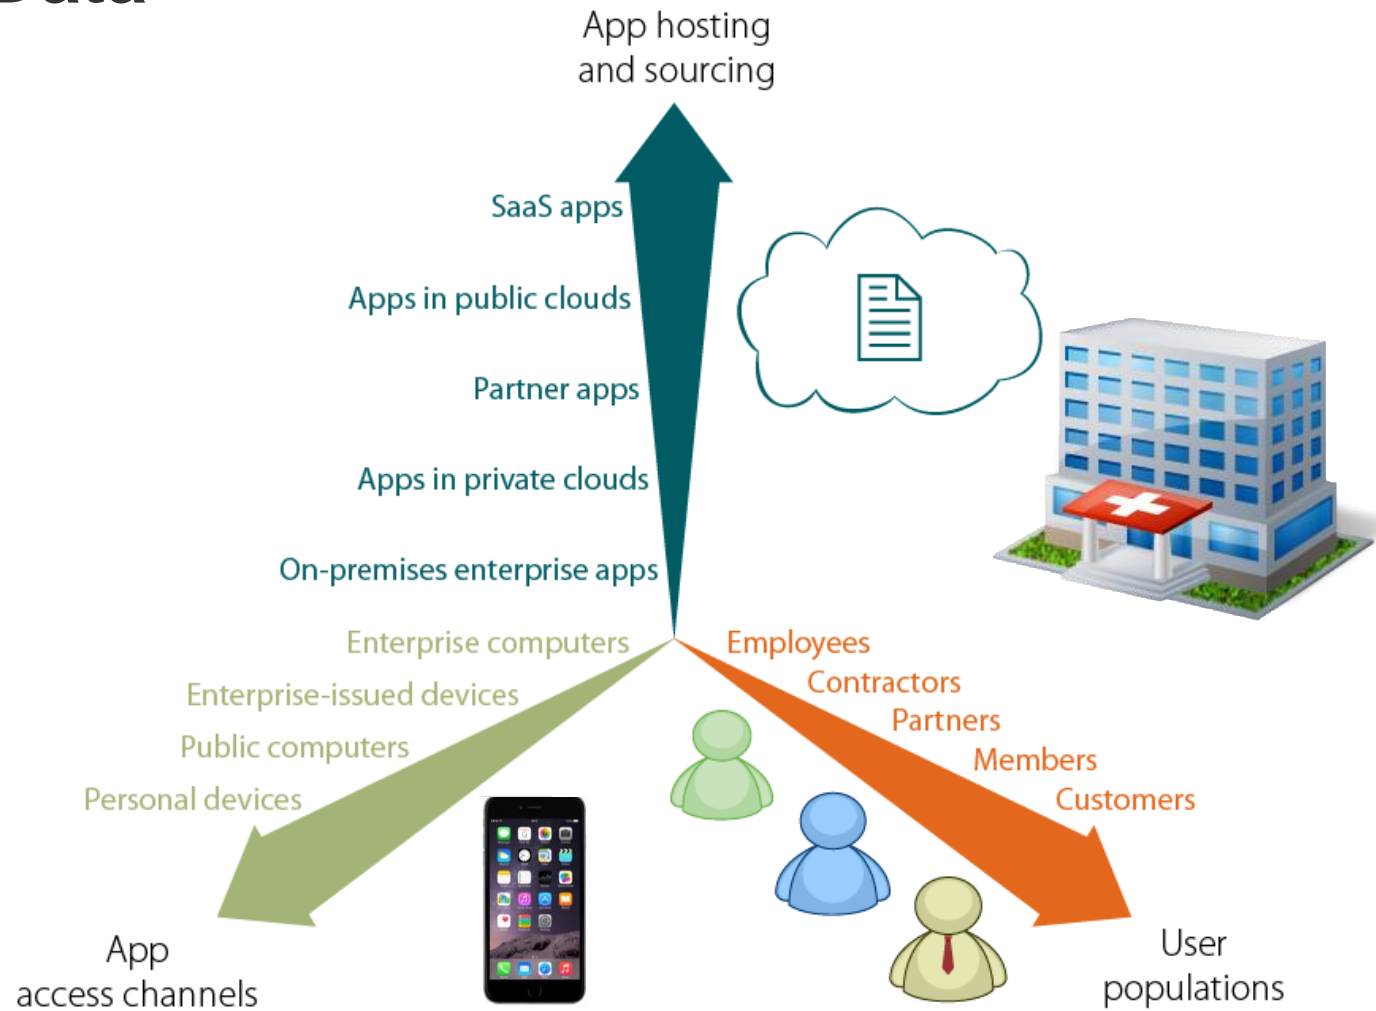 Data
App hosting
and sourcing
SaaS apps
Apps in public clouds
Partner apps
Apps in private clouds
On-premises enterprise apps
Enterprise computers
Enterprise-issued devices
Public computers
Personal devices
Employees
Contractors
Partners
Members
Customers
App
access channels
User
populations